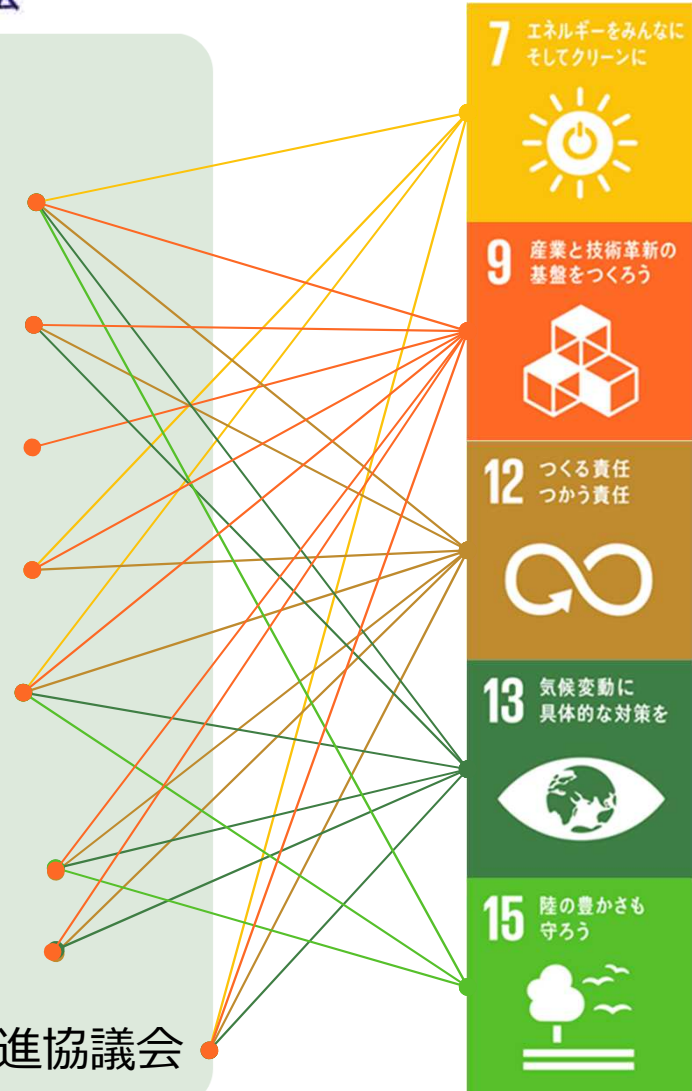 7 エネルギーをみんなに
そしてクリーンに
9 産業と技術革新の
基盤をつくろう
12 つくる責任
つかう責任
13 気候変動に
具体的な対策を
15 陸の豊かさも
守ろう
進協議会